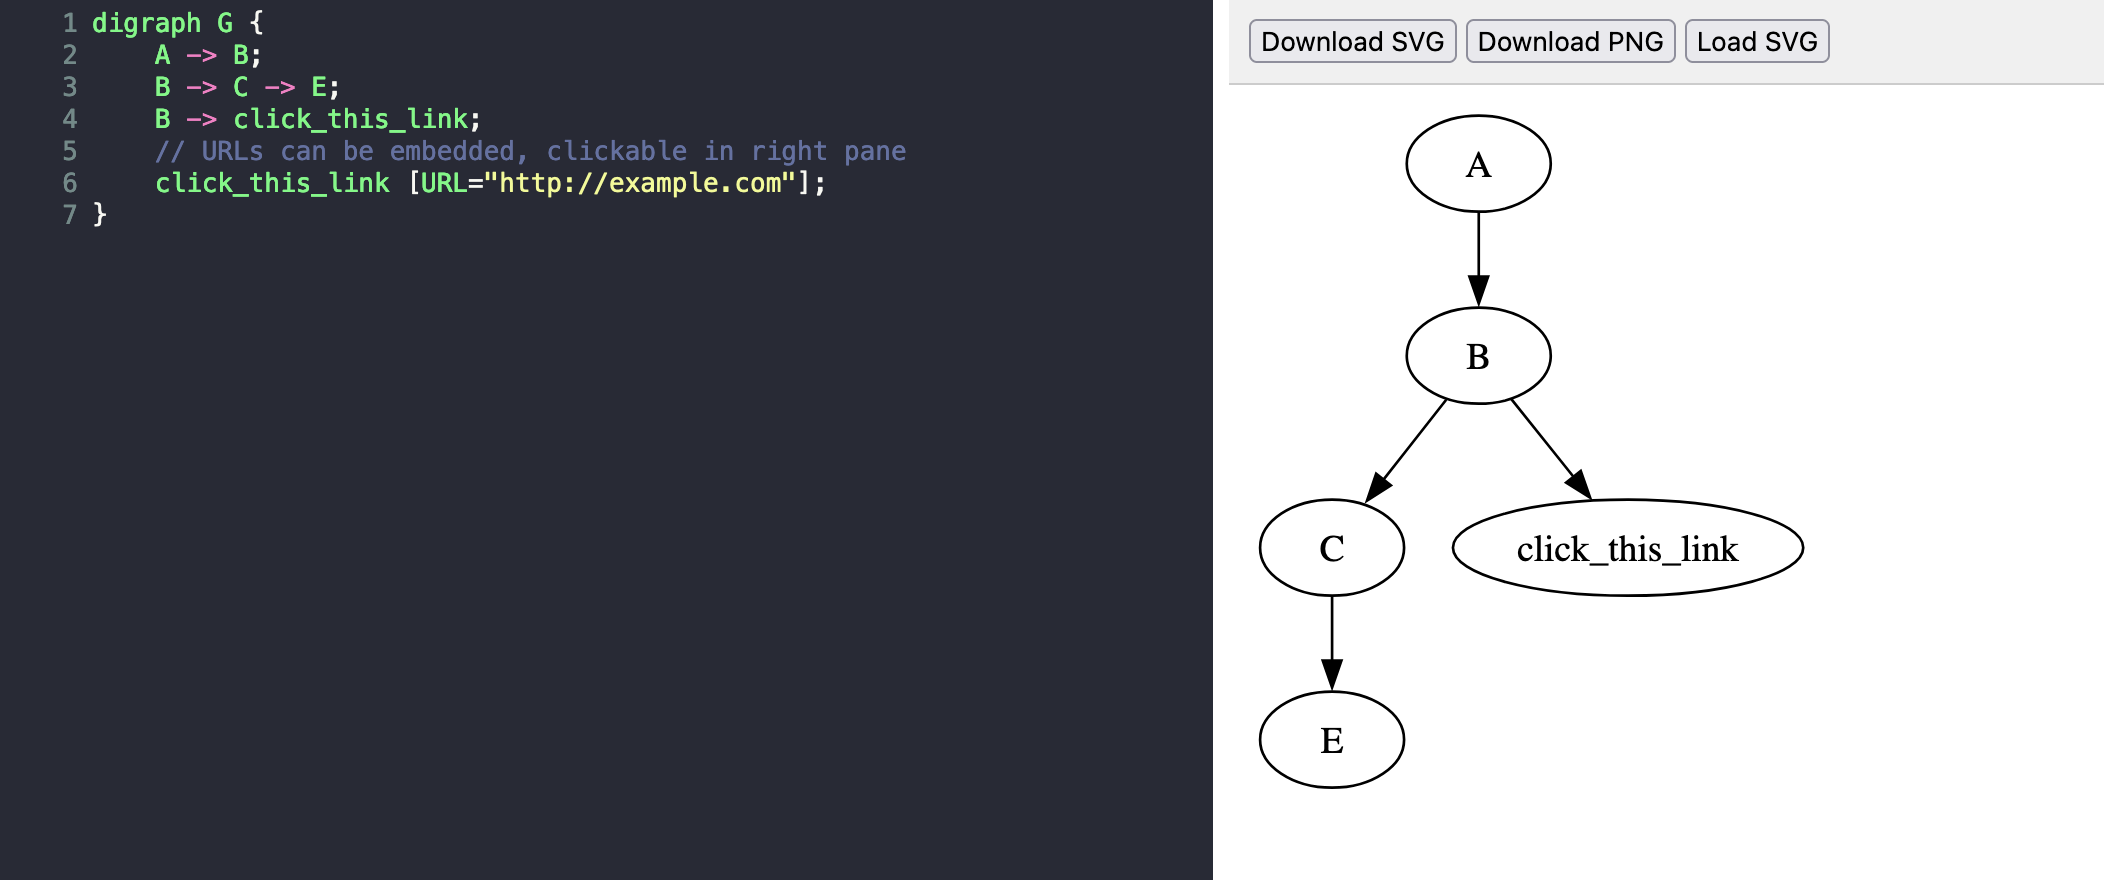 1 digraph G {
2     A -> B;
3     B -> C -> E;
4     B -> click_this_link;
5     // URLs can be embedded, clickable in right pane
6     click_this_link [URL="http://example.com"];
7 }
Download SVG Download PNG Load SVG
A
B
C click_this_link
E